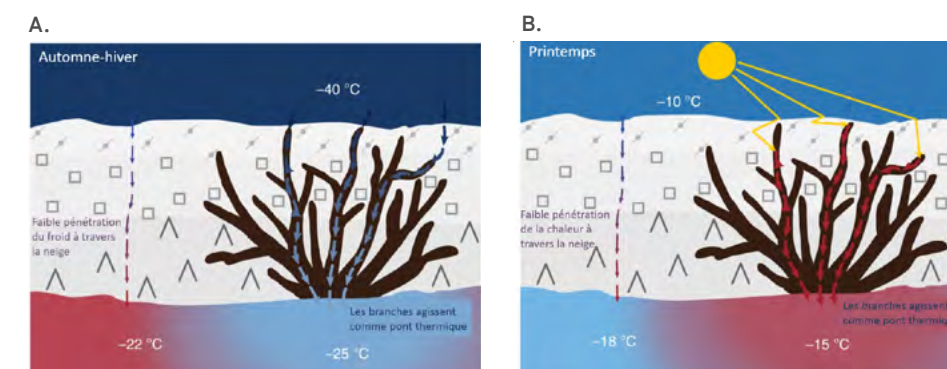 A.
Automne-hiver
–40 °C
Faible pénétration
du froid à travers
la neige
Les branches agissent
comme pont thermique
–22 °C
–25 °C
B.
Printemps
–10 °C
Faible pénétration
de la chaleur à
travers la neige
Les branches agissent
comme pont
–18 °C
–15 °C